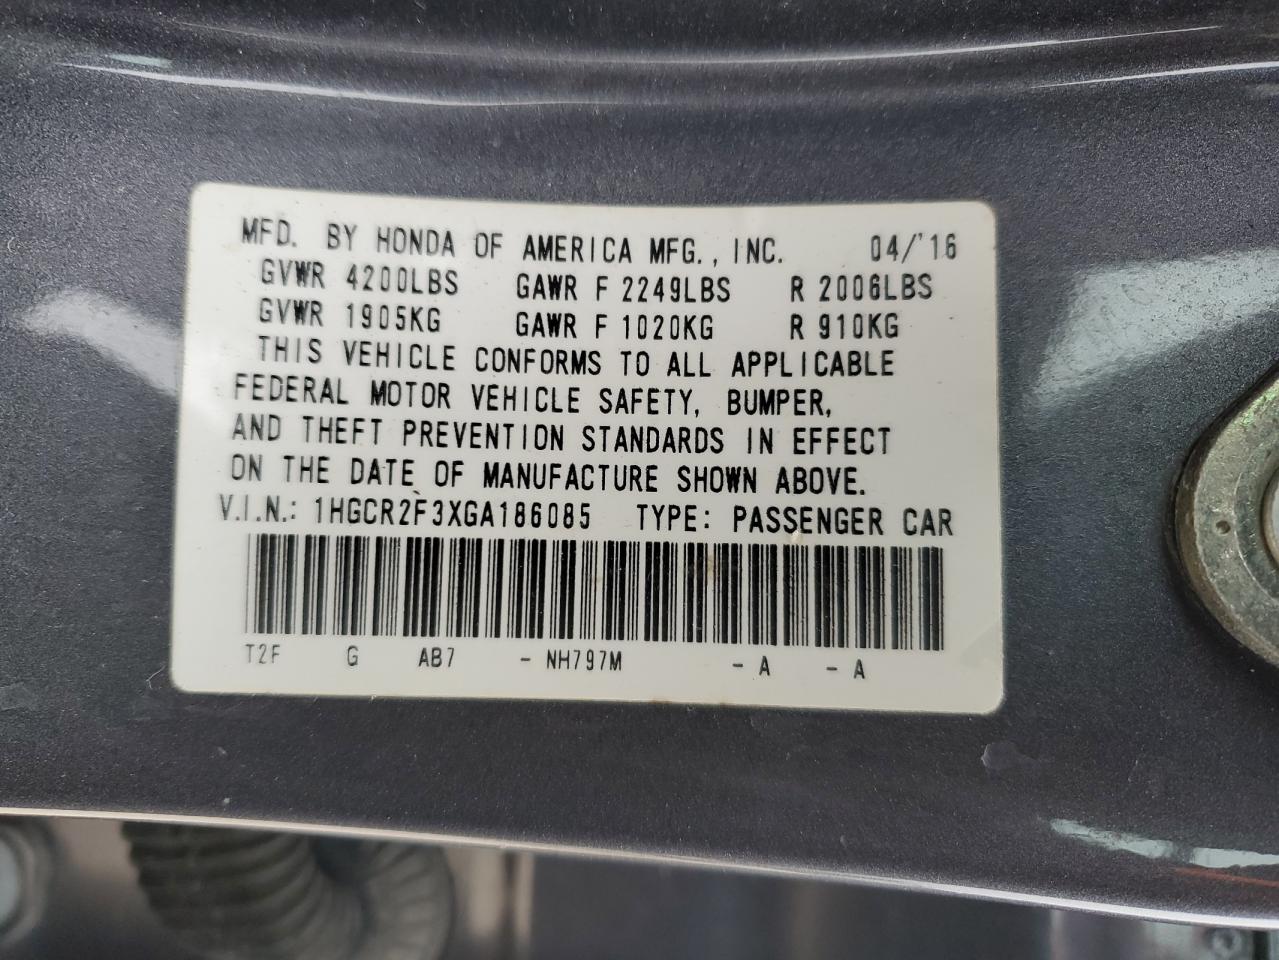 MFD. BY HONDA OF AMERICA MFG., INC. 04/'16
GVWR 4200LBS GAWR F 2249LBS R 2006LBS
GVWR 1905KG GAWR F 1020KG R 910KG
THIS VEHICLE CONFORMS TO ALL APPLICABLE
FEDERAL MOTOR VEHICLE SAFETY, BUMPER,
AND THEFT PREVENTION STANDARDS IN EFFECT
ON THE DATE OF MANUFACTURE SHOWN ABOVE.
V.I.N.: 1HGCR2F3XGA186085 TYPE: PASSENGER CAR
T2F G AB7 - NH797M - A - A